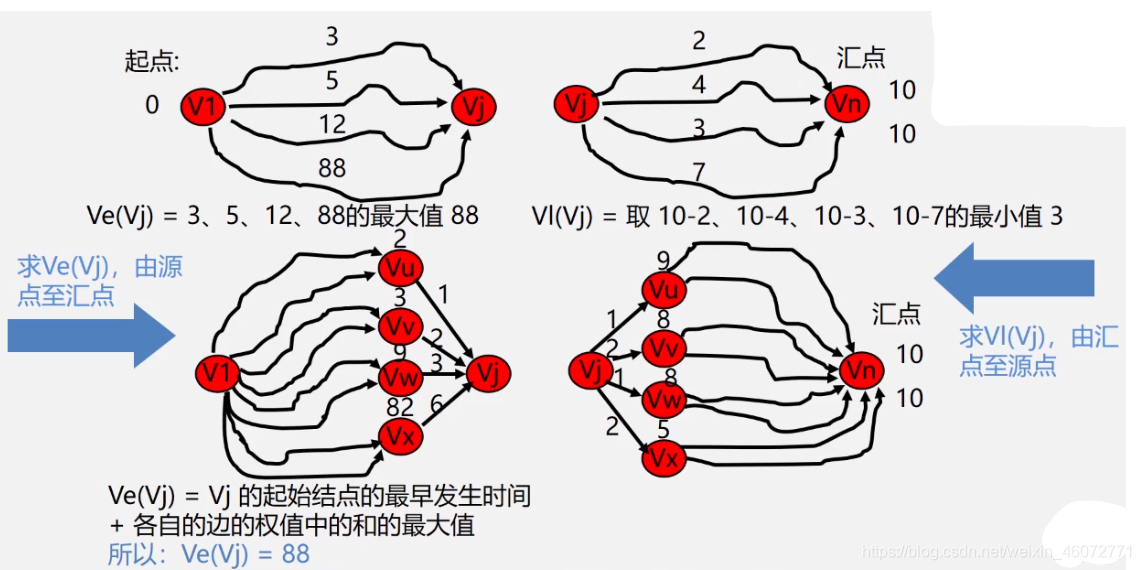 起点:
0
V1
3
5
12
88
Vj
Ve(Vj) = 3、5、12、88的最大值 88
Vj
2
4
3
7
汇点
Vn
10
10
Vl(Vj) = 取 10-2、10-4、10-3、10-7的最小值 3
求Ve(Vj)，由源
点至汇点
V1
2
Vu
1
3
Vv
2
9
Vw
3
82
Vx
6
Vj
Ve(Vj) = Vj 的起始结点的最早发生时间
+ 各自的边的权值中的和的最大值
所以：Ve(Vj) = 88
Vj
1
9
Vu
2
8
Vv
1
8
Vw
2
5
Vx
汇点
Vn
10
10
求Vl(Vj)，由汇
点至源点
https://blog.csdn.net/weixin_46072771